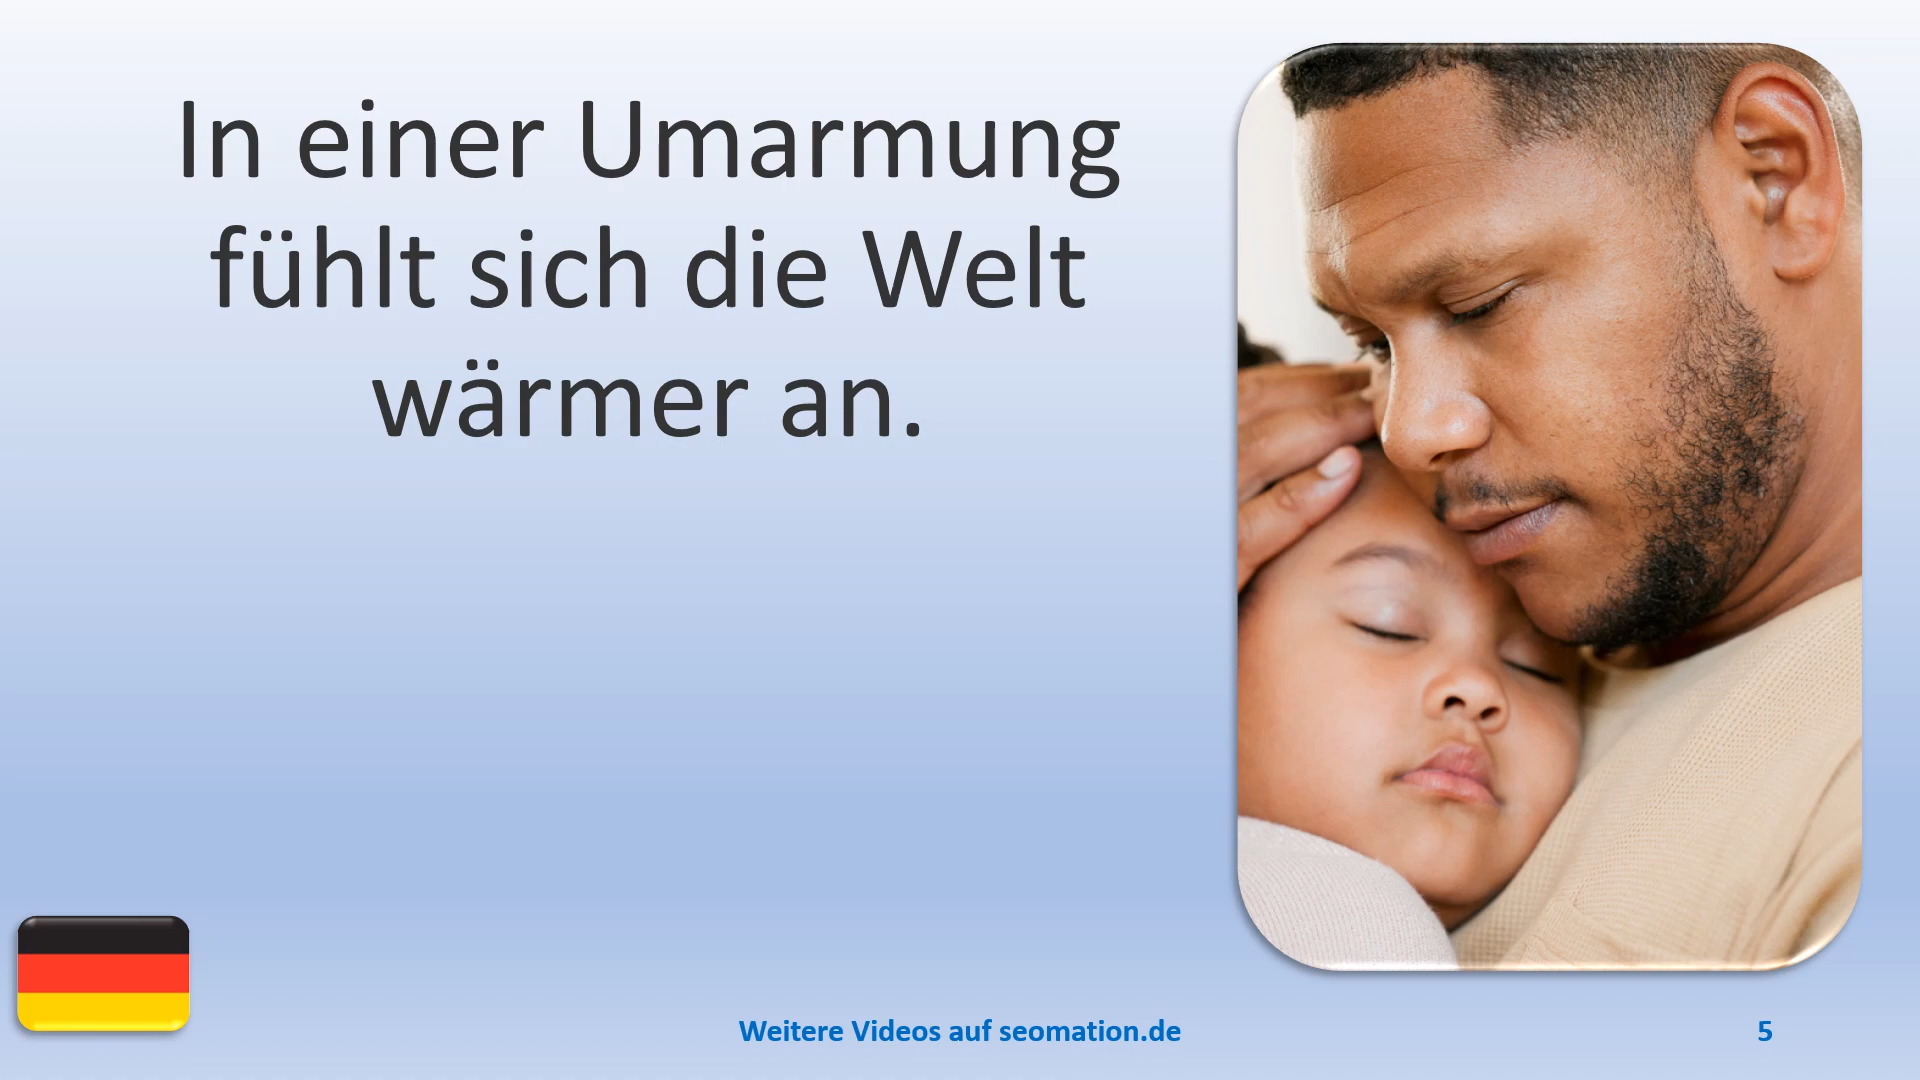 In einer Umarmung
fühlt sich die Welt
wärmer an.
Weitere Videos auf seomation.de
5